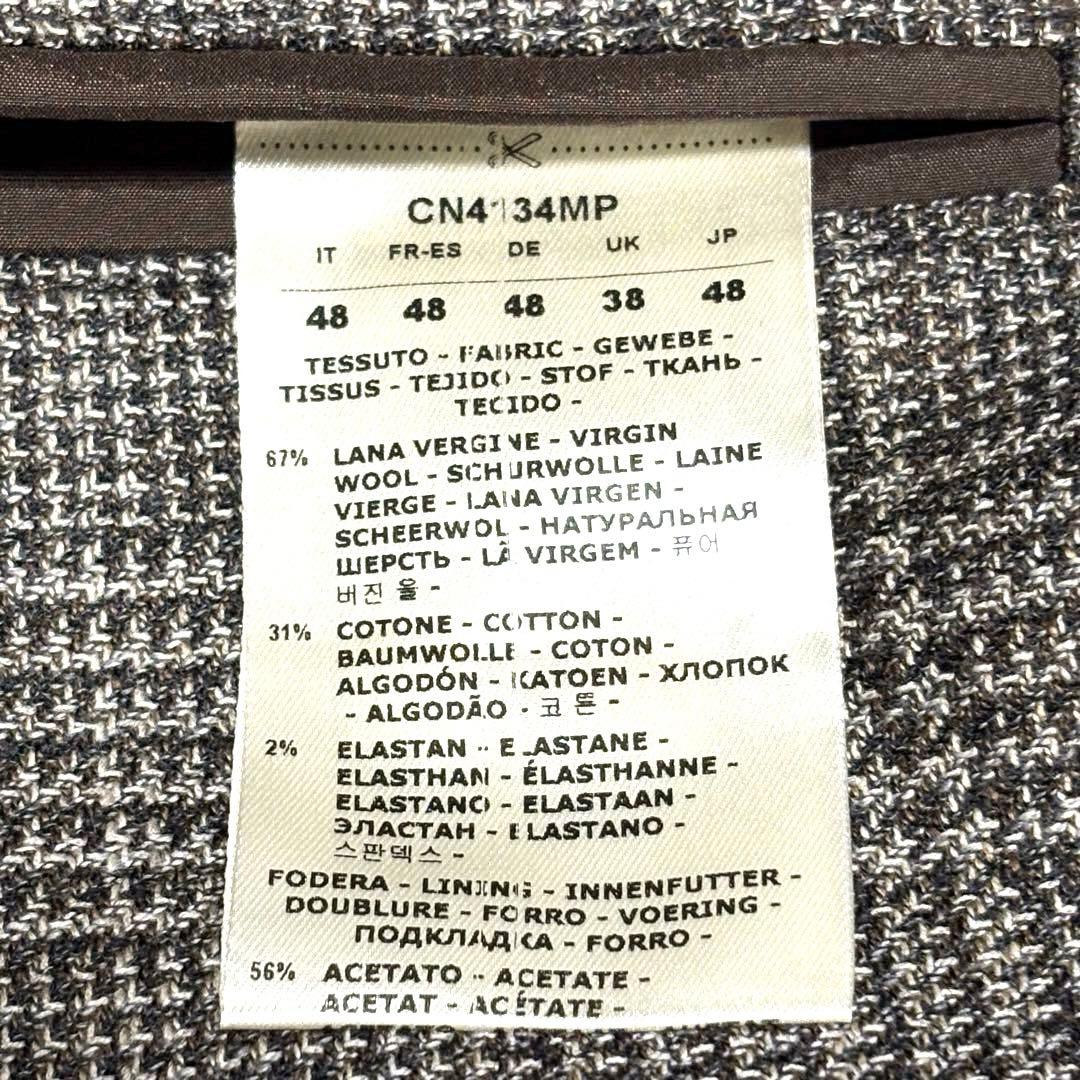 CN4134MP
IT FR-ES DE UK JP
48 48 48 38 48
TESSUTO - FABRIC - GEWEBE -
TISSUS - TEJIDO - STOF - ТКАНЬ -
TECIDO -
67% LANA VERGINE - VIRGIN
WOOL - SCHURWOLLE - LAINE
VIERGE - LANA VIRGEN -
SCHEERWOL - НАТУРАЛЬНАЯ
ШЕРСТЬ - LÃ VIRGEM - 퓨어
버진 울 -
31% COTONE - COTTON -
BAUMWOLLE - COTON -
ALGODÓN - KATOEN - ХЛОПОК
- ALGODÃO - 코튼 -
2% ELASTAN - ELASTANE -
ELASTHAN - ÉLASTHANNE -
ELASTANO - ELASTAAN -
ЭЛАСТАН - ELASTANO -
스판덱스 -
FODERA - LINING - INNENFUTTER -
DOUBLURE - FORRO - VOERING -
ПОДКЛАДКА - FORRO -
56% ACETATO - ACETATE -
ACETAT - ACÉTATE -